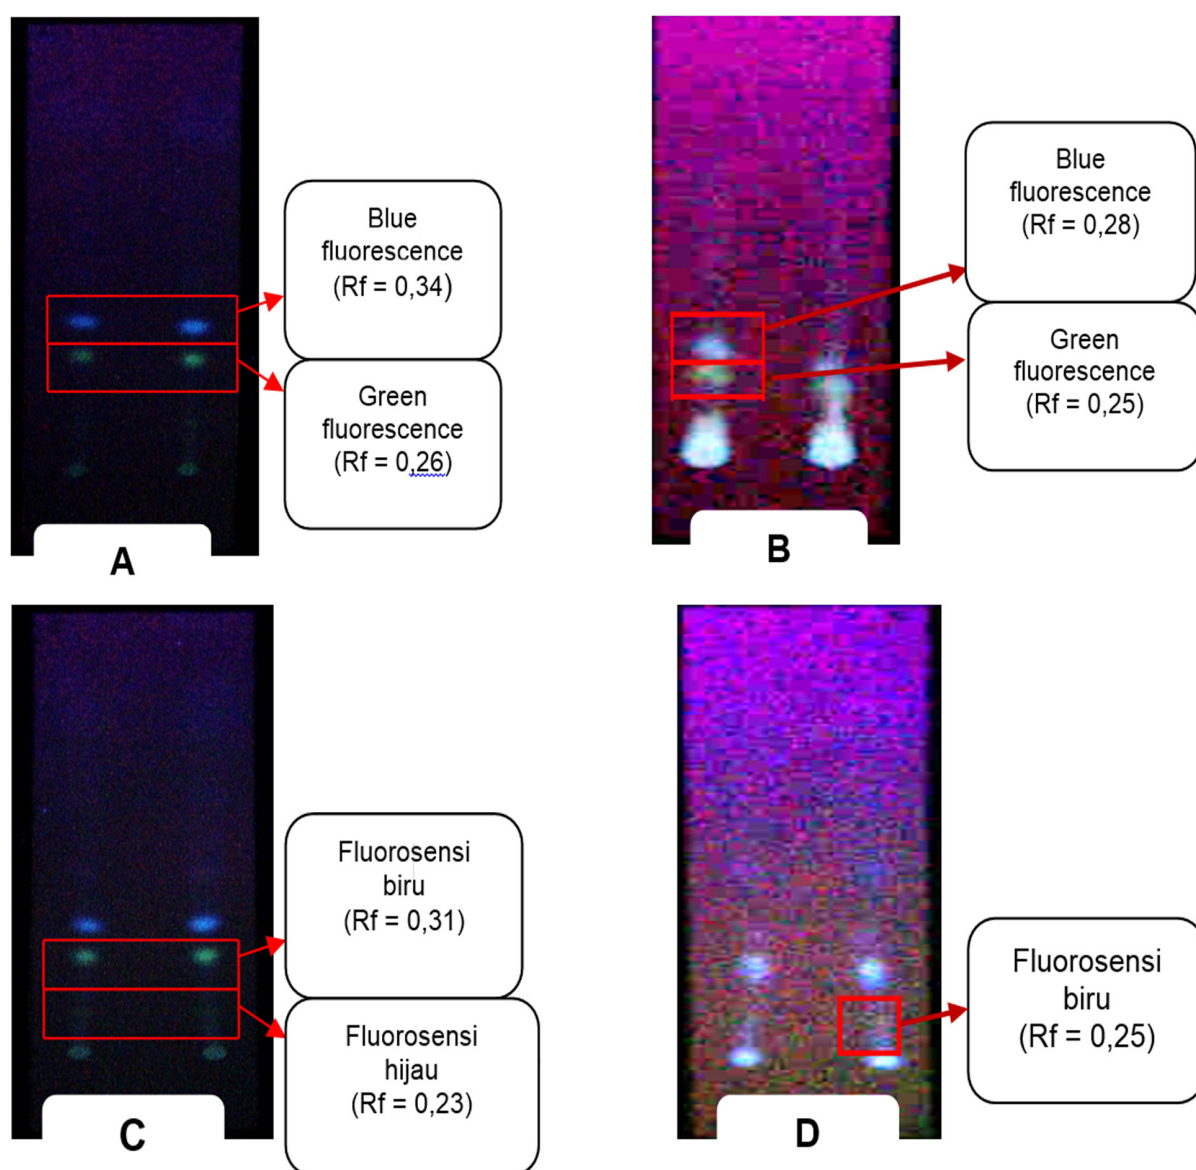 Blue
fluorescence
(Rf = 0,34)
Green
fluorescence
(Rf = 0,26)
A
Blue
fluorescence
(Rf = 0,28)
Green
fluorescence
(Rf = 0,25)
B
Fluorosensi
biru
(Rf = 0,31)
Fluorosensi
hijau
(Rf = 0,23)
C
Fluorosensi
biru
(Rf = 0,25)
D